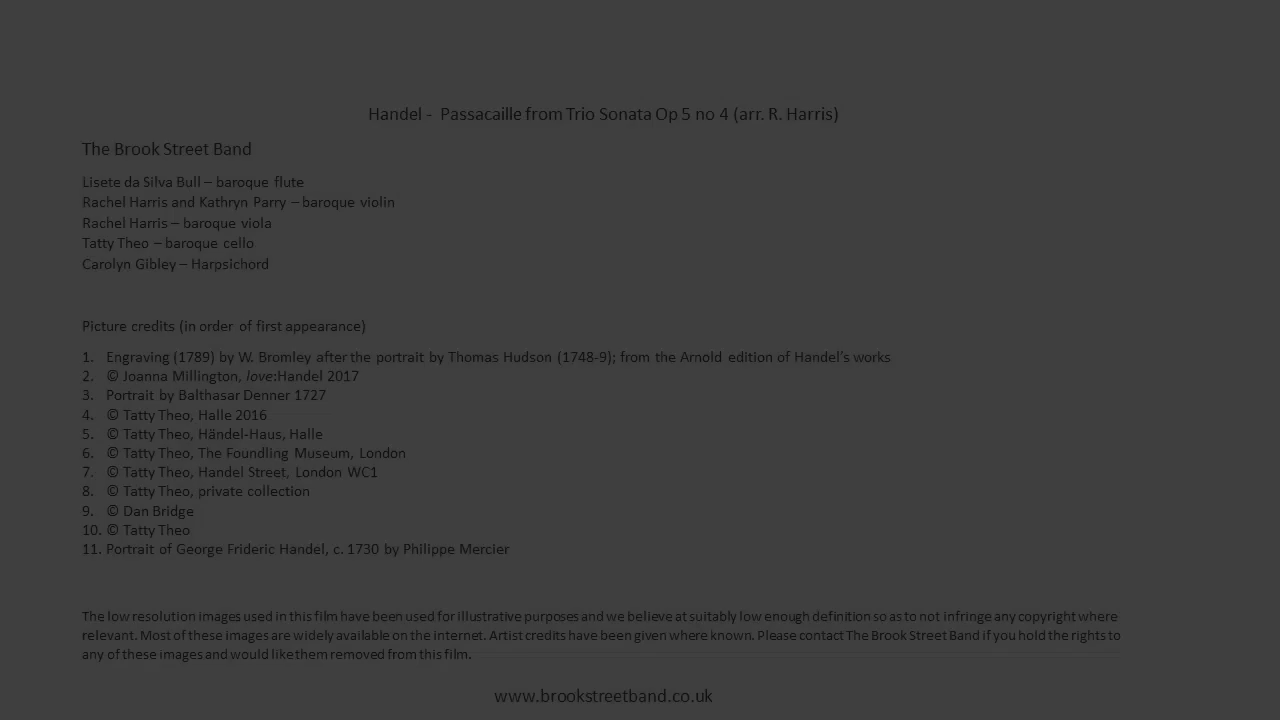 Handel - Passacaille from Trio Sonata Op 5 no 4 (arr. R. Harris)
The Brook Street Band
Lisete da Silva Bull – baroque flute
Rachel Harris and Kathryn Parry – baroque violin
Rachel Harris – baroque viola
Tatty Theo – baroque cello
Carolyn Gibley – Harpsichord
Picture credits (in order of first appearance)
1. Engraving (1789) by W. Bromley after the portrait by Thomas Hudson (1748-9); from the Arnold edition of Handel's works
2. © Joanna Millington, love:Handel 2017
3. Portrait by Balthasar Denner 1727
4. © Tatty Theo, Halle 2016
5. © Tatty Theo, Händel-Haus, Halle
6. © Tatty Theo, The Foundling Museum, London
7. © Tatty Theo, Handel Street, London WC1
8. © Tatty Theo, private collection
9. © Dan Bridge
10. © Tatty Theo
11. Portrait of George Frideric Handel, c. 1730 by Philippe Mercier
The low resolution images used in this film have been used for illustrative purposes and we believe at suitably low enough definition so as to not infringe any copyright where
relevant. Most of these images are widely available on the internet. Artist credits have been given where known. Please contact The Brook Street Band if you hold the rights to
any of these images and would like them removed from this film.
www.brookstreetband.co.uk